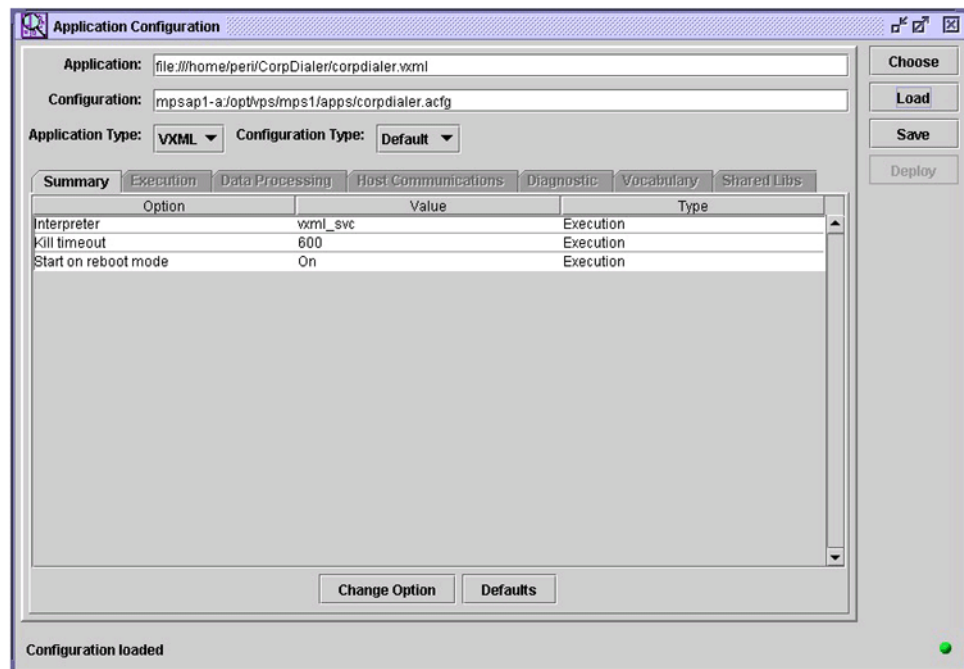 Application Configuration
Application: file:///home/peri/CorpDialer/corpdialer.vxml
Choose
Configuration: mpsap1-a:/opt/vps/mps1/apps/corpdialer.acfg
Load
Application Type: VXML Configuration Type: Default
Save
Deploy
Summary Execution Data Processing Host Communications Diagnostic Vocabulary Shared Libs
Option Value Type
Interpreter vxml_svc Execution
Kill timeout 600 Execution
Start on reboot mode On Execution
Change Option Defaults
Configuration loaded